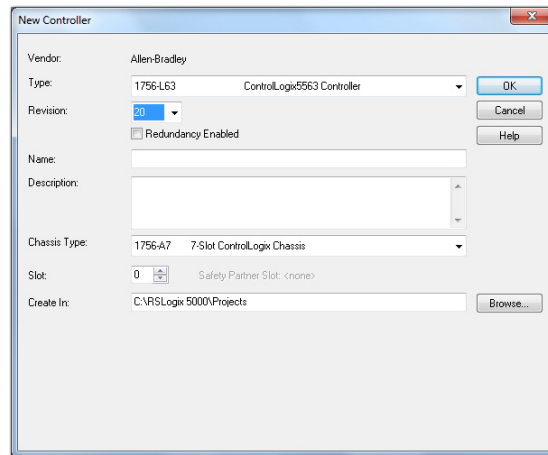 New Controller
Vendor: Allen-Bradley
Type: 1756-L63 ControlLogix5563 Controller OK
Revision: 20 Cancel
Redundancy Enabled Help
Name:
Description:
Chassis Type: 1756-A7 7-Slot ControlLogix Chassis
Slot: 0 Safety Partner Slot: <none>
Create In: C:\RSLogix 5000\Projects Browse...